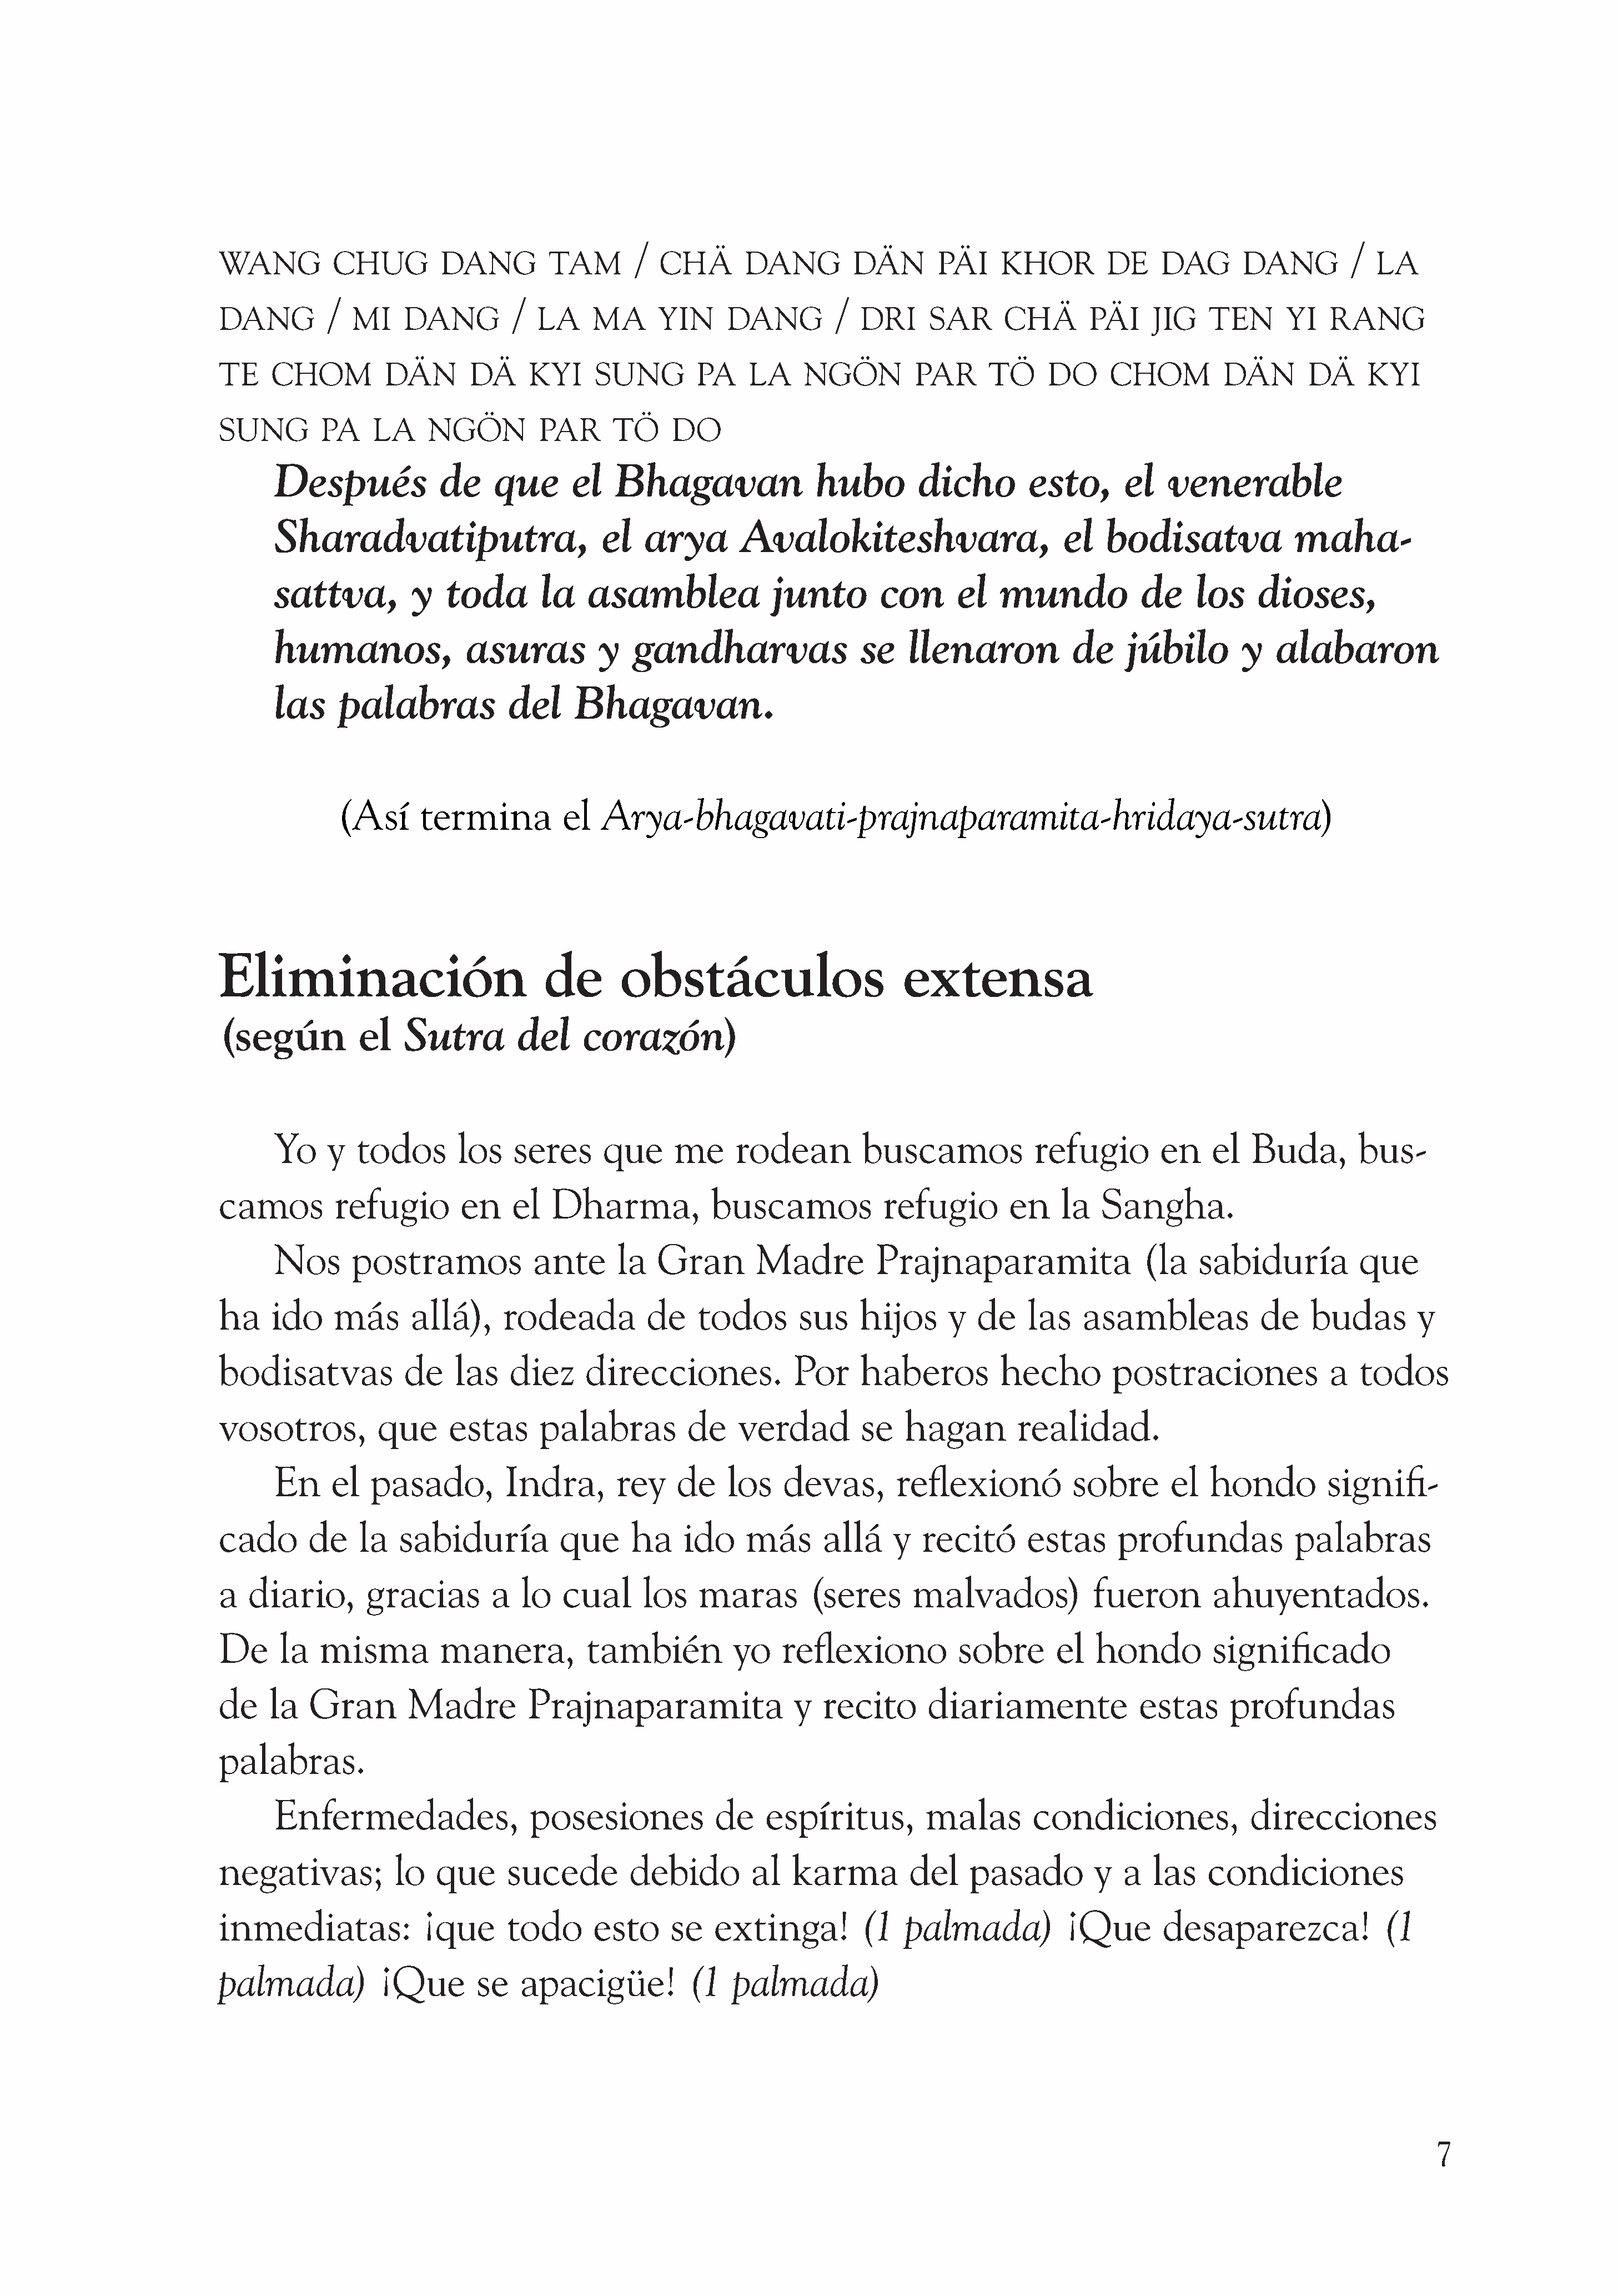 WANG CHUG DANG TAM / CHÄ DANG DÄN PÄI KHOR DE DAG DANG / LA
DANG / MI DANG / LA MA YIN DANG / DRI SAR CHÄ PÄI JIG TEN YI RANG
TE CHOM DÄN DÄ KYI SUNG PA LA NGÖN PAR TÖ DO CHOM DÄN DÄ KYI
SUNG PA LA NGÖN PAR TÖ DO
Después de que el Bhagavan hubo dicho esto, el venerable
Sharadvatiputra, el arya Avalokiteshvara, el bodisatva maha-
sattva, y toda la asamblea junto con el mundo de los dioses,
humanos, asuras y gandharvas se llenaron de júbilo y alabaron
las palabras del Bhagavan.
(Así termina el Arya-bhagavati-prajnaparamita-hridaya-sutra)
Eliminación de obstáculos extensa
(según el Sutra del corazón)
Yo y todos los seres que me rodean buscamos refugio en el Buda, bus-
camos refugio en el Dharma, buscamos refugio en la Sangha.
Nos postramos ante la Gran Madre Prajnaparamita (la sabiduría que
ha ido más allá), rodeada de todos sus hijos y de las asambleas de budas y
bodisatvas de las diez direcciones. Por haberos hecho postraciones a todos
vosotros, que estas palabras de verdad se hagan realidad.
En el pasado, Indra, rey de los devas, reflexionó sobre el hondo signifi-
cado de la sabiduría que ha ido más allá y recitó estas profundas palabras
a diario, gracias a lo cual los maras (seres malvados) fueron ahuyentados.
De la misma manera, también yo reflexiono sobre el hondo significado
de la Gran Madre Prajnaparamita y recito diariamente estas profundas
palabras.
Enfermedades, posesiones de espíritus, malas condiciones, direcciones
negativas; lo que sucede debido al karma del pasado y a las condiciones
inmediatas: ¡que todo esto se extinga! (1 palmada) ¡Que desaparezca! (1
palmada) ¡Que se apacigüe! (1 palmada)
7